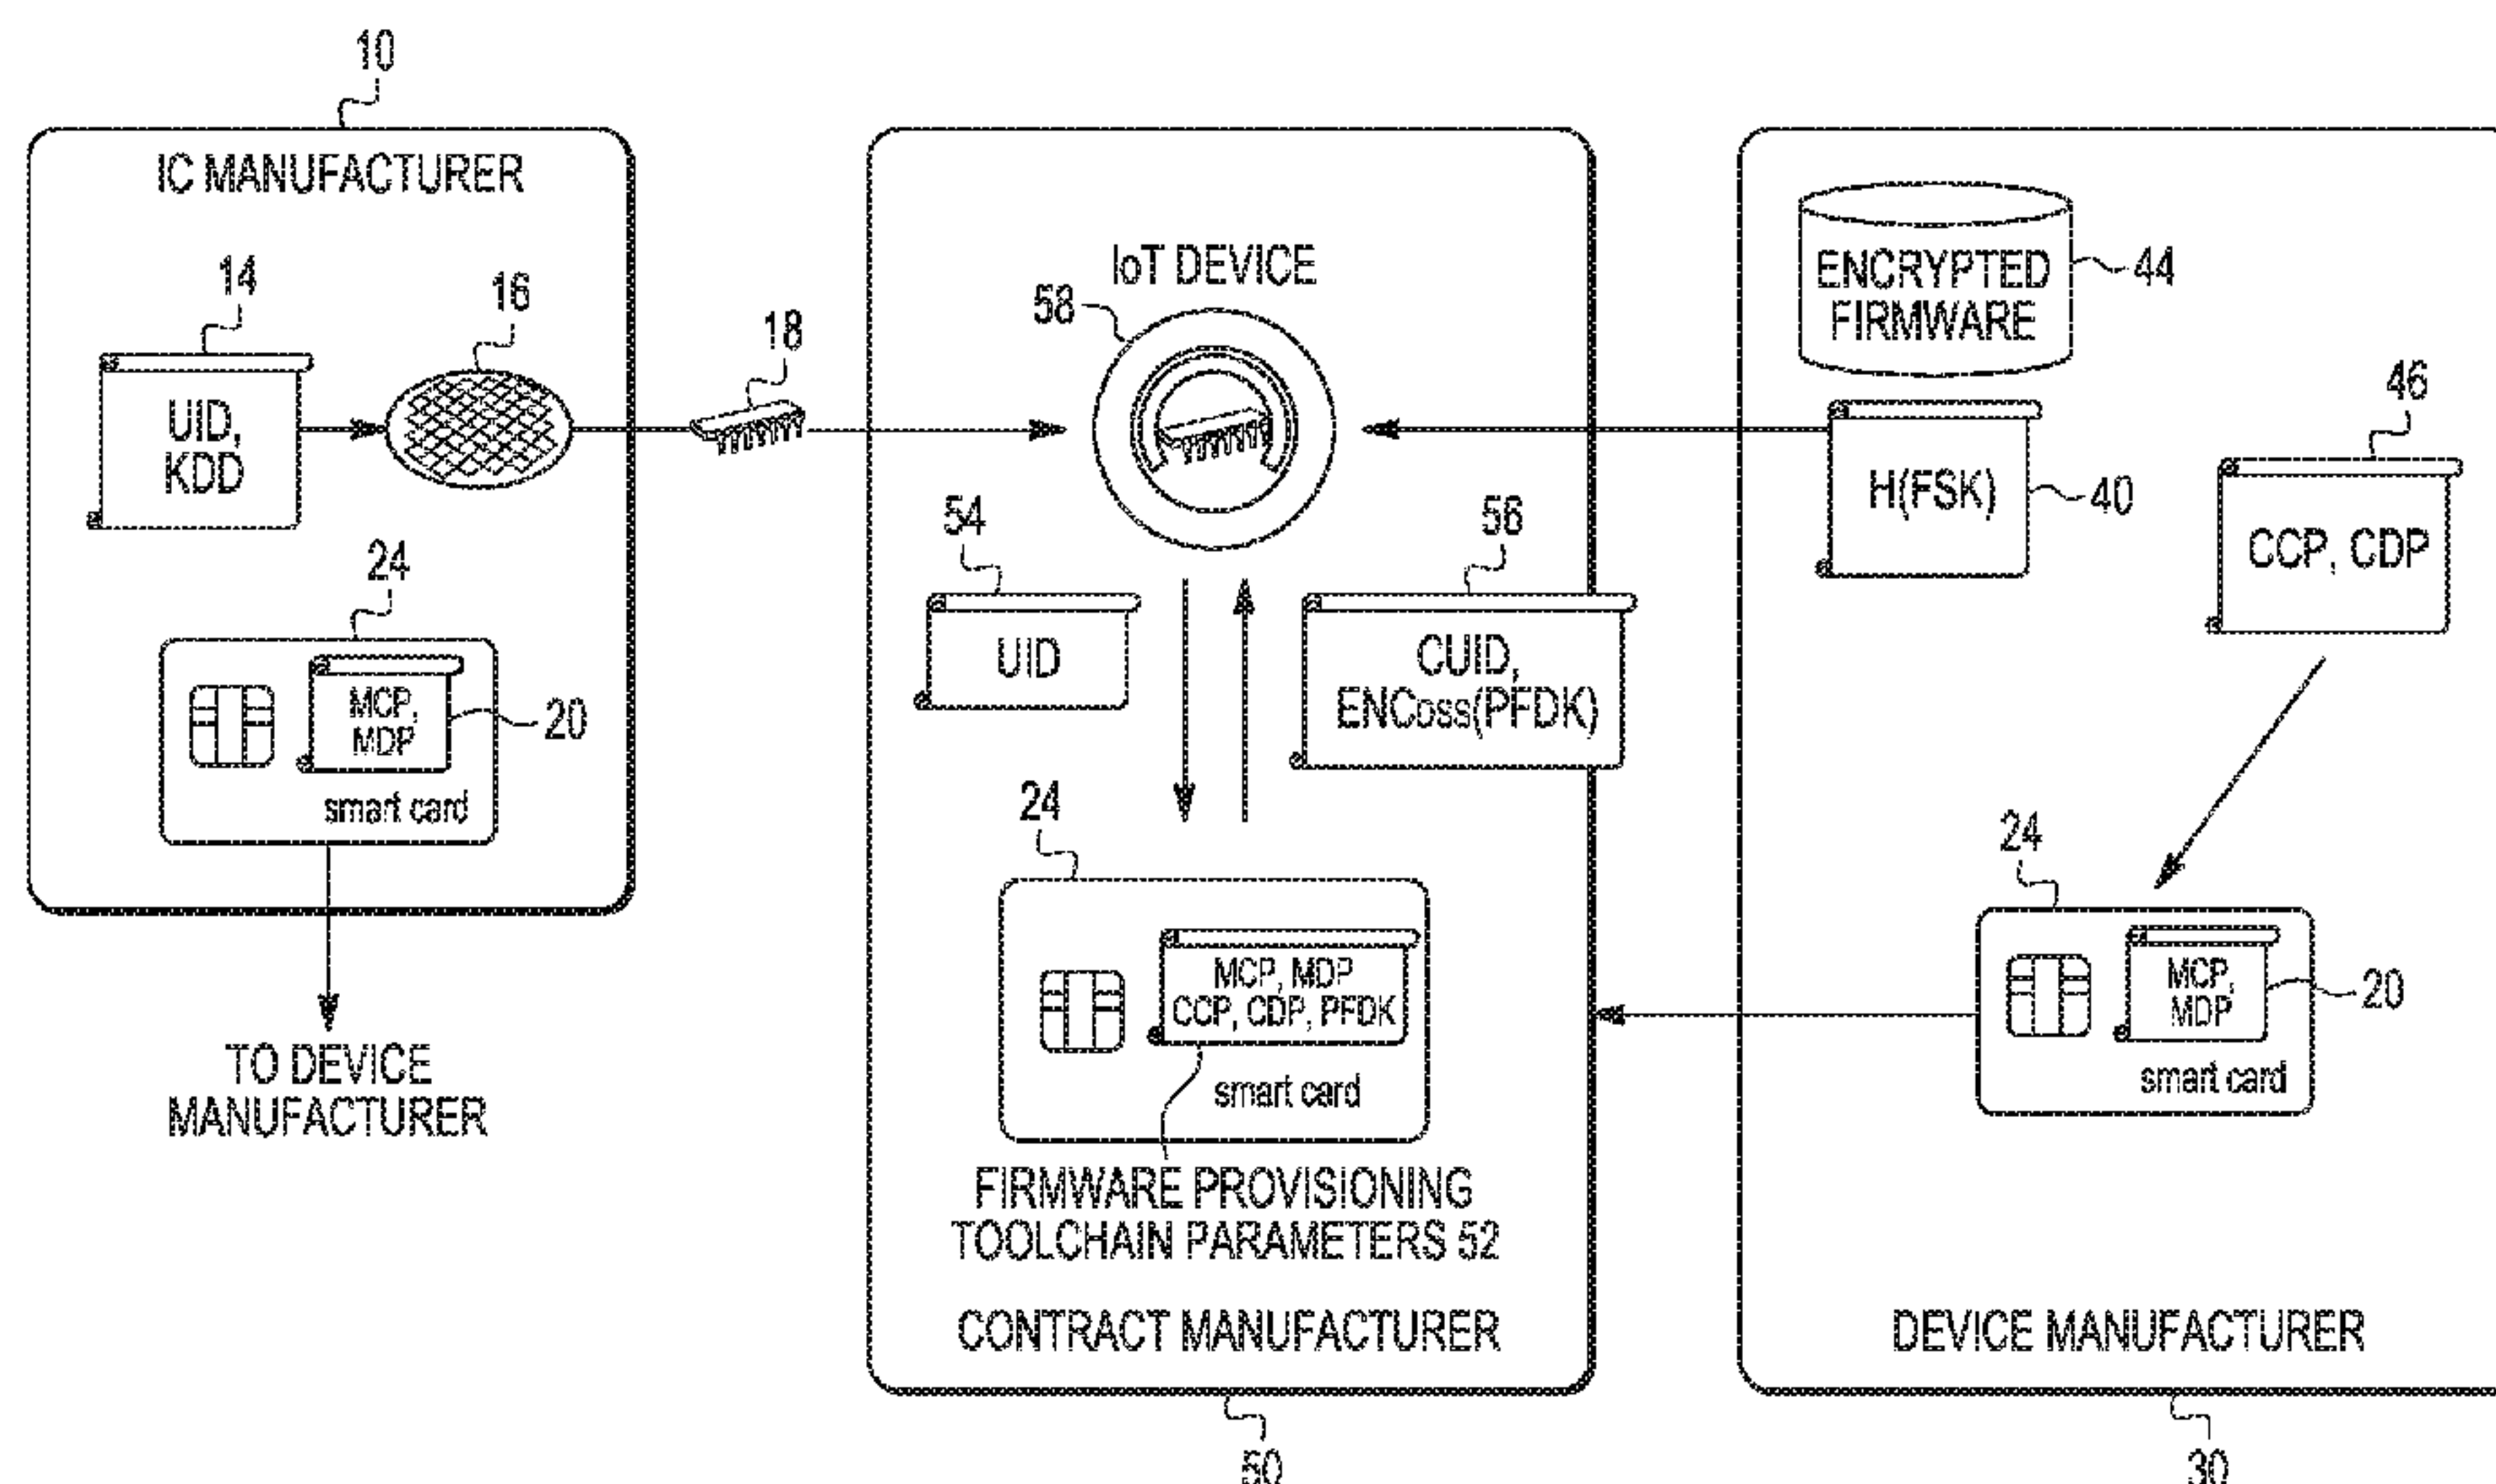 10
IC MANUFACTURER
14
16
18
UID,
KDD
24
MCP,
MDP
20
smart card
TO DEVICE
MANUFACTURER
IoT DEVICE
58
54
56
UID
CUID,
ENCDSS(PFDK)
24
MCP, MDP
CCP, CDP, PFDK
smart card
FIRMWARE PROVISIONING
TOOLCHAIN PARAMETERS 52
CONTRACT MANUFACTURER
50
ENCRYPTED
FIRMWARE
44
46
H(FSK)
40
CCP, CDP
24
MCP,
MDP
20
smart card
DEVICE MANUFACTURER
30